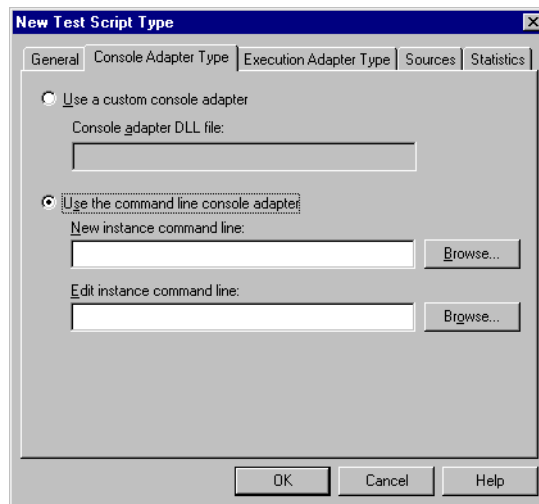 New Test Script Type
General Console Adapter Type Execution Adapter Type Sources Statistics
Use a custom console adapter
Console adapter DLL file:
Use the command line console adapter
New instance command line:
Browse...
Edit instance command line:
Browse...
OK Cancel Help